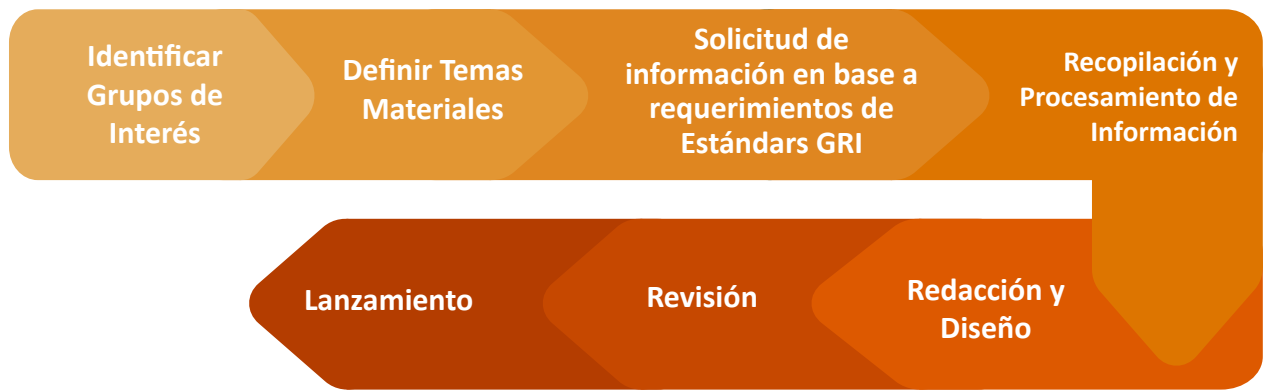 Identificar
Grupos de
Interés
Definir Temas
Materiales
Solicitud de
información en base a
requerimientos de
Estándars GRI
Recopilación y
Procesamiento de
Información
Redacción y
Diseño
Revisión
Lanzamiento